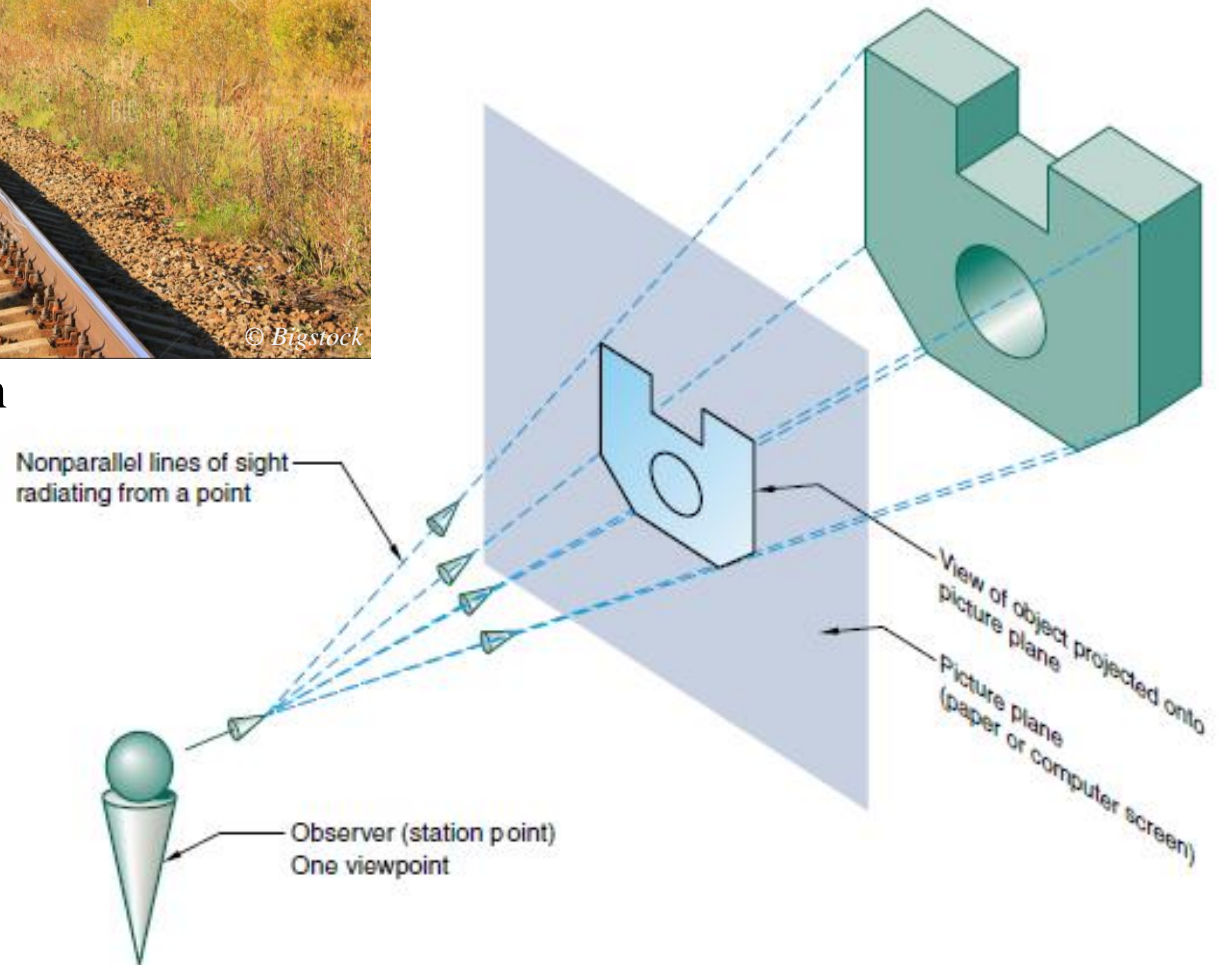 BIG
© Bigstock
n
Nonparallel lines of sight
radiating from a point
View of object projected onto
picture plane
Picture plane
(paper or computer screen)
Observer (station point)
One viewpoint